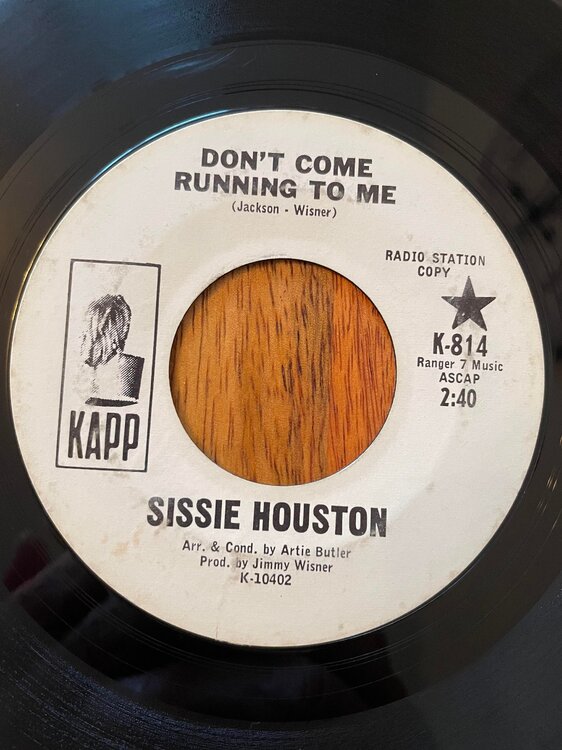 DON'T COME
RUNNING TO ME
(Jackson - Wisner)
RADIO STATION
COPY
K-814
Ranger 7 Music
ASCAP
2:40
KAPP
SISSIE HOUSTON
Arr. & Cond. by Artie Butler
Prod. by Jimmy Wisner
K-10402